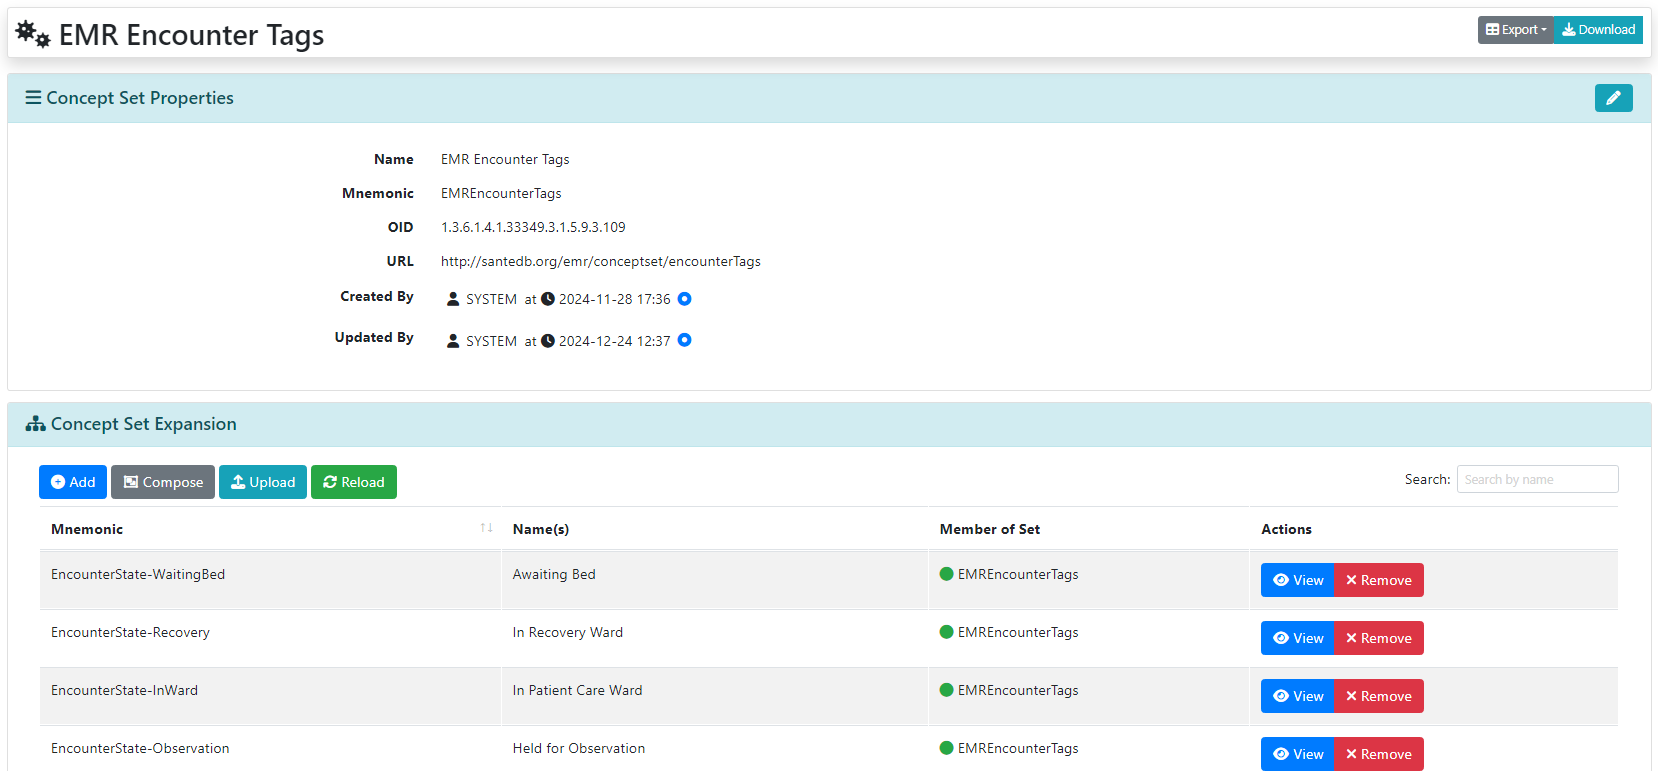 EMR Encounter Tags
Export
Download
Concept Set Properties
Name EMR Encounter Tags
Mnemonic EMREncounterTags
OID 1.3.6.1.4.1.33349.3.1.5.9.3.109
URL http://santedb.org/emr/conceptset/encounterTags
Created By SYSTEM at 2024-11-28 17:36
Updated By SYSTEM at 2024-12-24 12:37
Concept Set Expansion
Add Compose Upload Reload Search: Search by name
Mnemonic Name(s) Member of Set Actions
EncounterState-WaitingBed Awaiting Bed EMREncounterTags View Remove
EncounterState-Recovery In Recovery Ward EMREncounterTags View Remove
EncounterState-InWard In Patient Care Ward EMREncounterTags View Remove
EncounterState-Observation Held for Observation EMREncounterTags View Remove